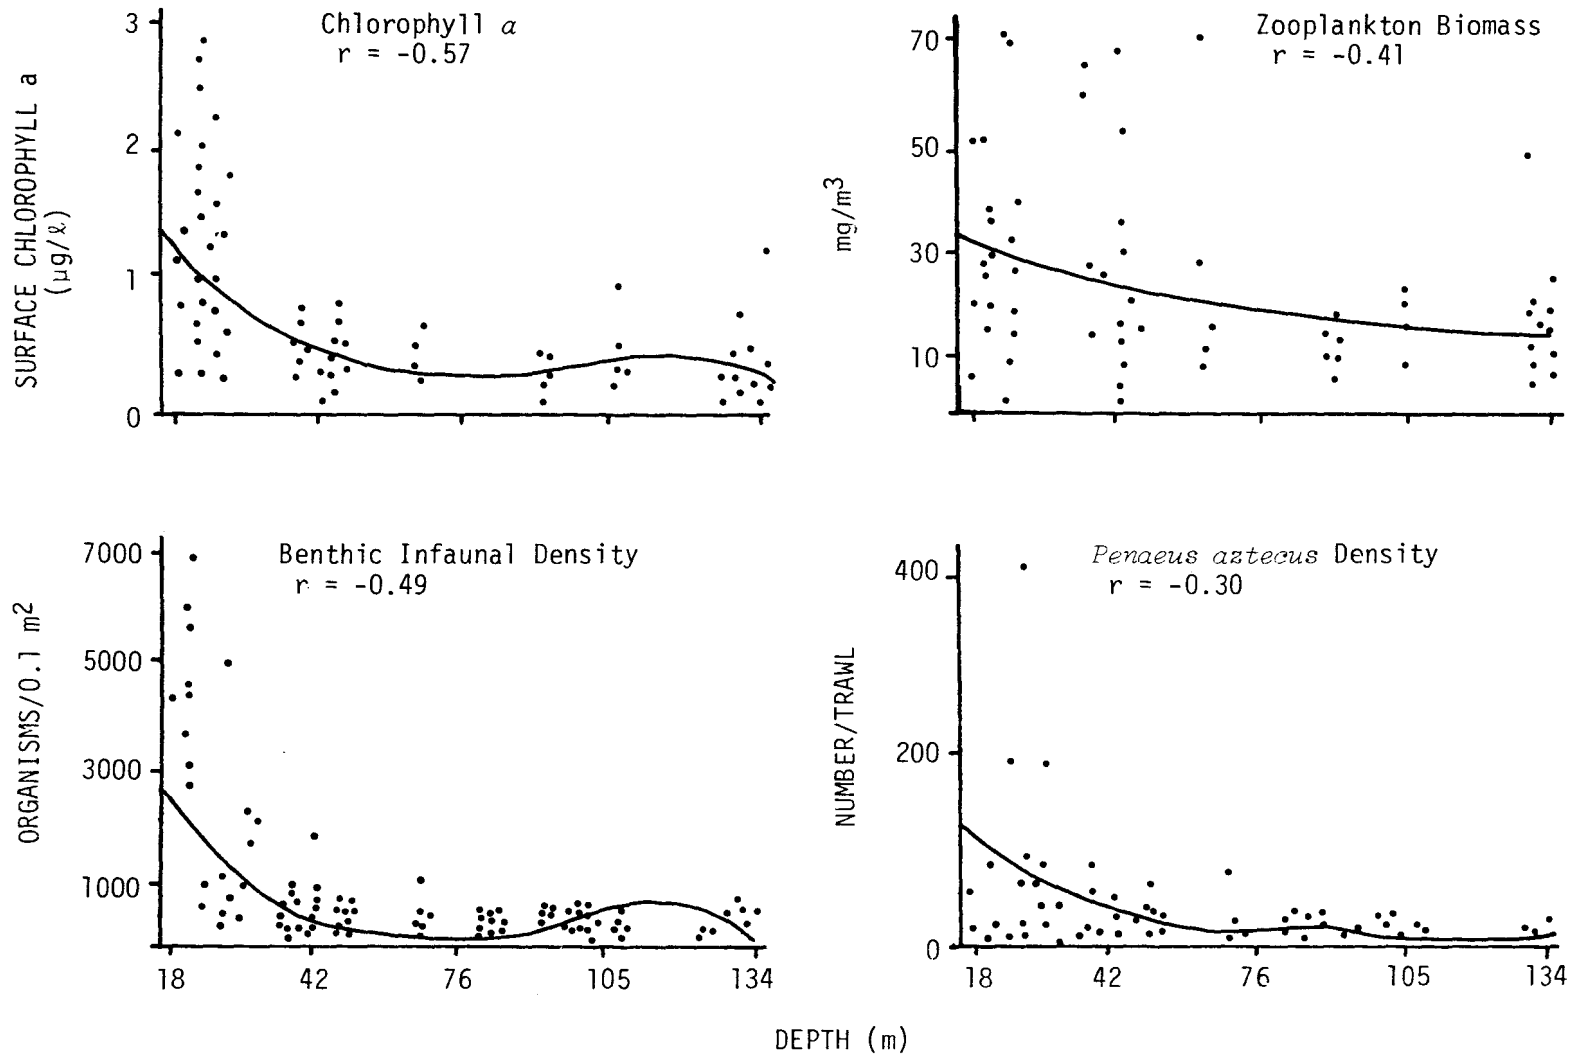 Chlorophyll a
r = -0.57
SURFACE CHLOROPHYLL a
(µg/ℓ)
3
2
1
0
Zooplankton Biomass
r = -0.41
mg/m³
70
50
30
10
Benthic Infaunal Density
r = -0.49
ORGANISMS/0.1 m²
7000
5000
3000
1000
18 42 76 105 134
Penaeus aztecus Density
r = -0.30
NUMBER/TRAWL
400
200
0
18 42 76 105 134
DEPTH (m)